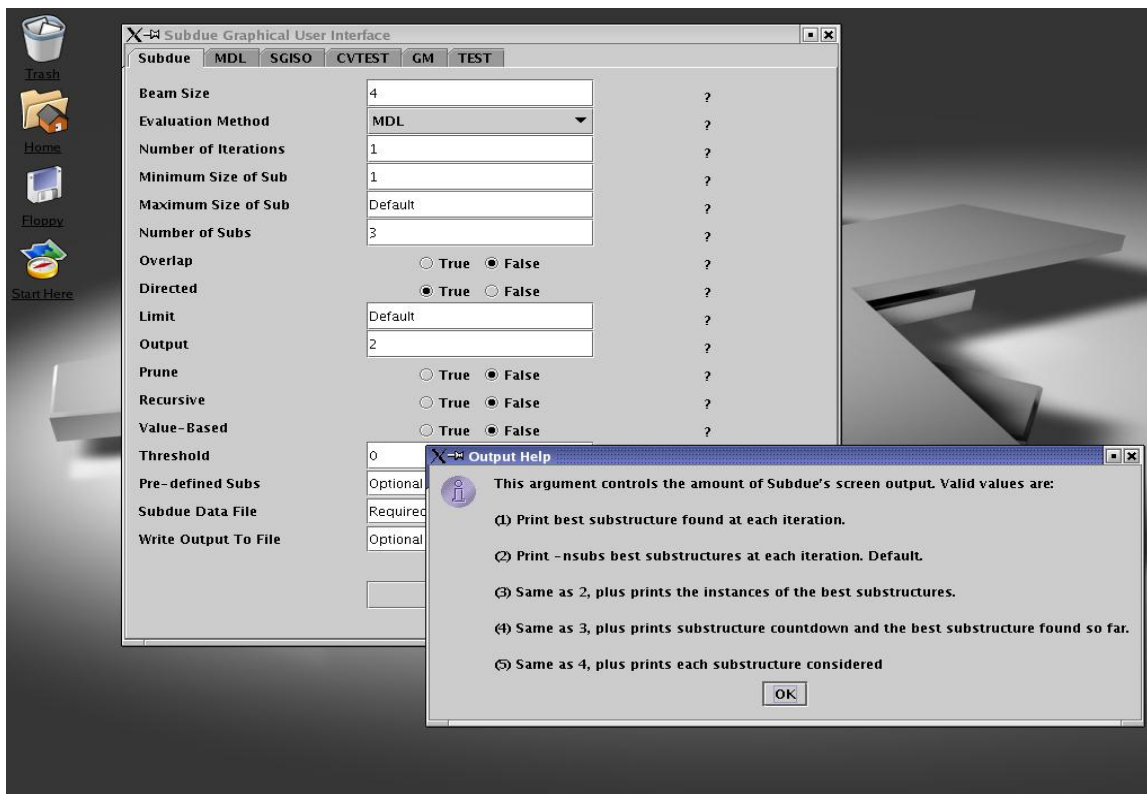 Trash
Home
Floppy
Start Here
Subdue Graphical User Interface
Subdue MDL SGISO CVTEST GM TEST
Beam Size 4 ?
Evaluation Method MDL ?
Number of Iterations 1 ?
Minimum Size of Sub 1 ?
Maximum Size of Sub Default ?
Number of Subs 3 ?
Overlap True False ?
Directed True False ?
Limit Default ?
Output 2 ?
Prune True False ?
Recursive True False ?
Value-Based True False ?
Threshold 0
Pre-defined Subs Optional
Subdue Data File Required
Write Output To File Optional
Output Help
This argument controls the amount of Subdue's screen output. Valid values are:
(1) Print best substructure found at each iteration.
(2) Print -nsubs best substructures at each iteration. Default.
(3) Same as 2, plus prints the instances of the best substructures.
(4) Same as 3, plus prints substructure countdown and the best substructure found so far.
(5) Same as 4, plus prints each substructure considered
OK